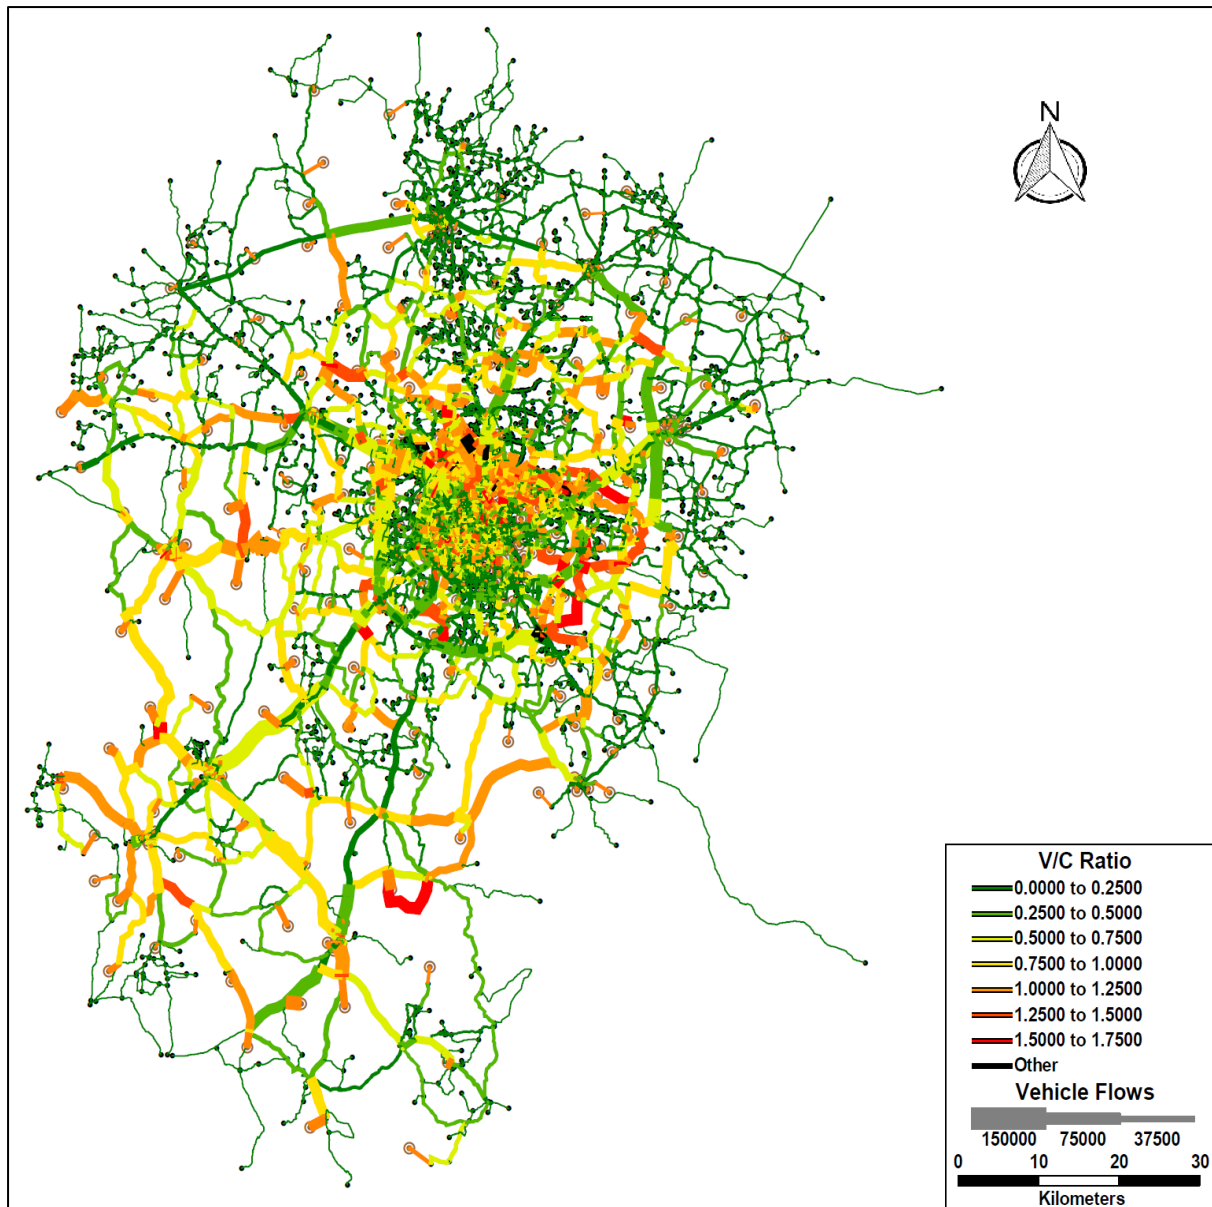 N
V/C Ratio
0.0000 to 0.2500
0.2500 to 0.5000
0.5000 to 0.7500
0.7500 to 1.0000
1.0000 to 1.2500
1.2500 to 1.5000
1.5000 to 1.7500
Other
Vehicle Flows
150000 75000 37500
0 10 20 30
Kilometers